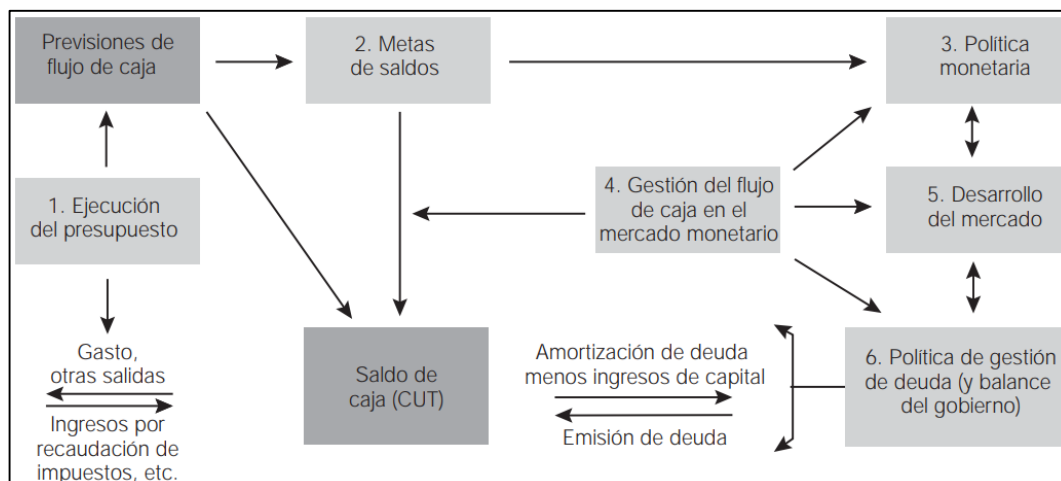 Previsiones de
flujo de caja
2. Metas
de saldos
3. Política
monetaria
1. Ejecución
del presupuesto
4. Gestión del flujo
de caja en el
mercado monetario
5. Desarrollo
del mercado
Gasto,
otras salidas
Ingresos por
recaudación de
impuestos, etc.
Saldo de
caja (CUT)
Amortización de deuda
menos ingresos de capital
Emisión de deuda
6. Política de gestión
de deuda (y balance
del gobierno)